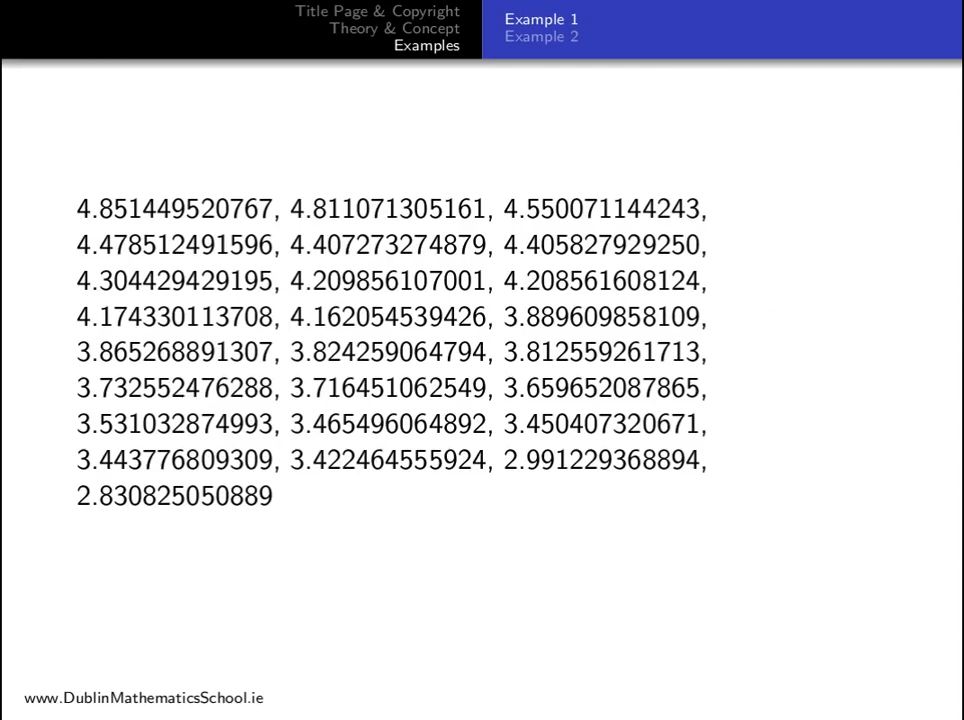 Title Page & Copyright
Theory & Concept
Examples
Example 1
Example 2
4.851449520767, 4.811071305161, 4.550071144243,
4.478512491596, 4.407273274879, 4.405827929250,
4.304429429195, 4.209856107001, 4.208561608124,
4.174330113708, 4.162054539426, 3.889609858109,
3.865268891307, 3.824259064794, 3.812559261713,
3.732552476288, 3.716451062549, 3.659652087865,
3.531032874993, 3.465496064892, 3.450407320671,
3.443776809309, 3.422464555924, 2.991229368894,
2.830825050889
www.DublinMathematicsSchool.ie